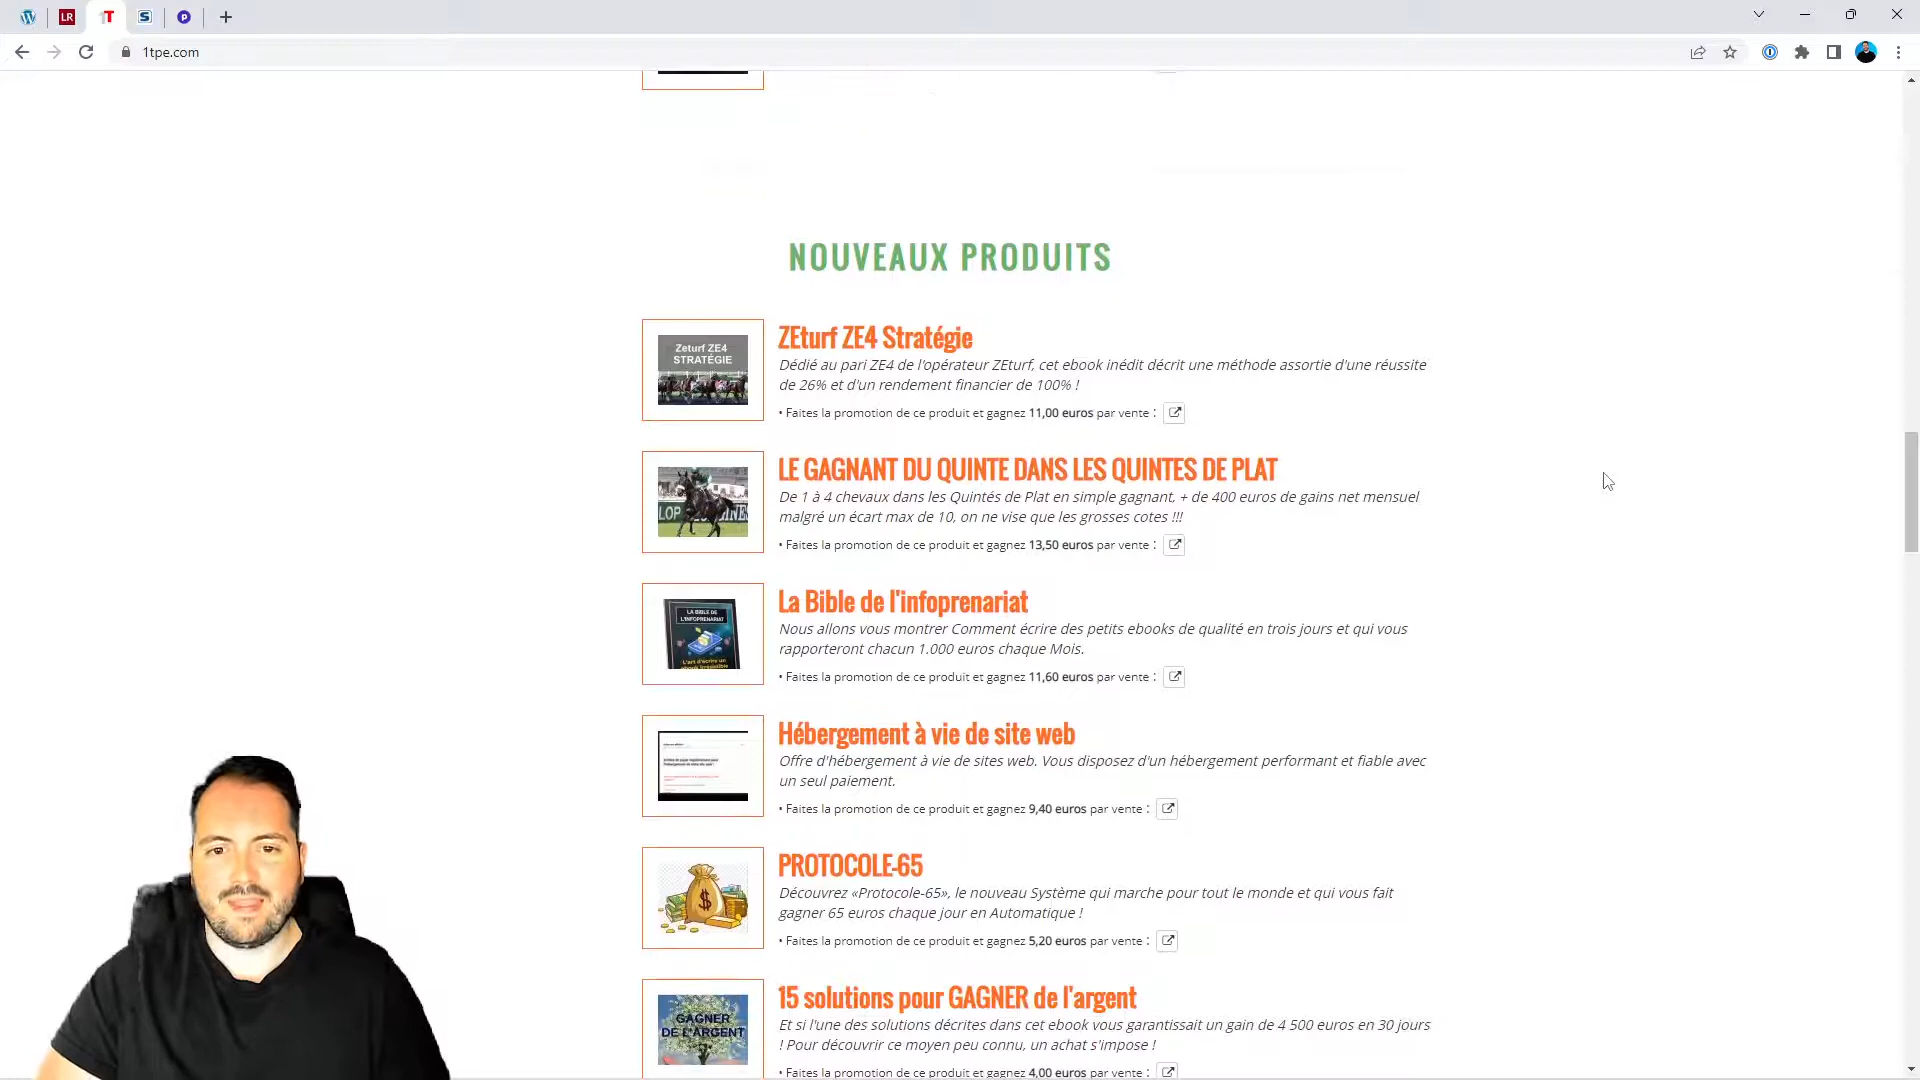 LR
1T
S
p
1tpe.com
NOUVEAUX PRODUITS
Zeturf ZE4
STRATÉGIE
ZEturf ZE4 Stratégie
Dédié au pari ZE4 de l'opérateur ZEturf, cet ebook inédit décrit une méthode assortie d'une réussite
de 26% et d'un rendement financier de 100% !
• Faites la promotion de ce produit et gagnez 11,00 euros par vente :
LE GAGNANT DU QUINTE DANS LES QUINTES DE PLAT
De 1 à 4 chevaux dans les Quintés de Plat en simple gagnant, + de 400 euros de gains net mensuel
malgré un écart max de 10, on ne vise que les grosses cotes !!!
• Faites la promotion de ce produit et gagnez 13,50 euros par vente :
LA BIBLE DE
L'INFOPRENARIAT
L'art d'écrire un
La Bible de l'infoprenariat
Nous allons vous montrer Comment écrire des petits ebooks de qualité en trois jours et qui vous
rapporteront chacun 1.000 euros chaque Mois.
• Faites la promotion de ce produit et gagnez 11,60 euros par vente :
Hébergement à vie de site web
Offre d'hébergement à vie de sites web. Vous disposez d'un hébergement performant et fiable avec
un seul paiement.
• Faites la promotion de ce produit et gagnez 9,40 euros par vente :
PROTOCOLE-65
Découvrez «Protocole-65», le nouveau Système qui marche pour tout le monde et qui vous fait
gagner 65 euros chaque jour en Automatique !
• Faites la promotion de ce produit et gagnez 5,20 euros par vente :
GAGNER
DE L'ARGENT
15 solutions pour GAGNER de l'argent
Et si l'une des solutions décrites dans cet ebook vous garantissait un gain de 4 500 euros en 30 jours
! Pour découvrir ce moyen peu connu, un achat s'impose !
• Faites la promotion de ce produit et gagnez 4,00 euros par vente :